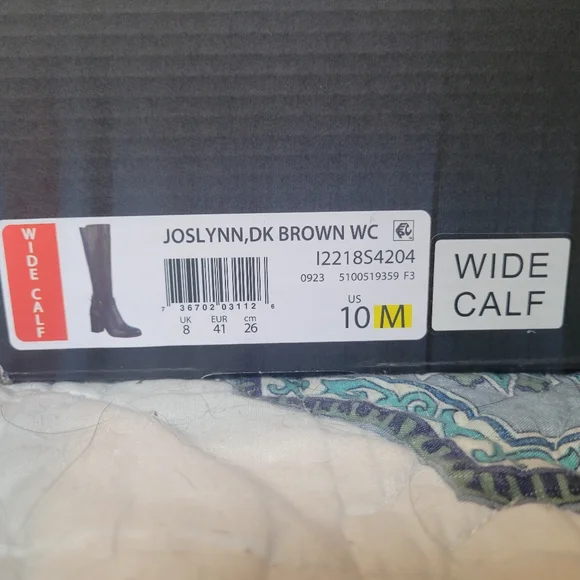 WIDE CALF
JOSLYNN,DK BROWN WC
I2218S4204
0923 5100519359 F3
7 36702 03112 6
UK EUR cm
8 41 26
US
10 M
WIDE
CALF